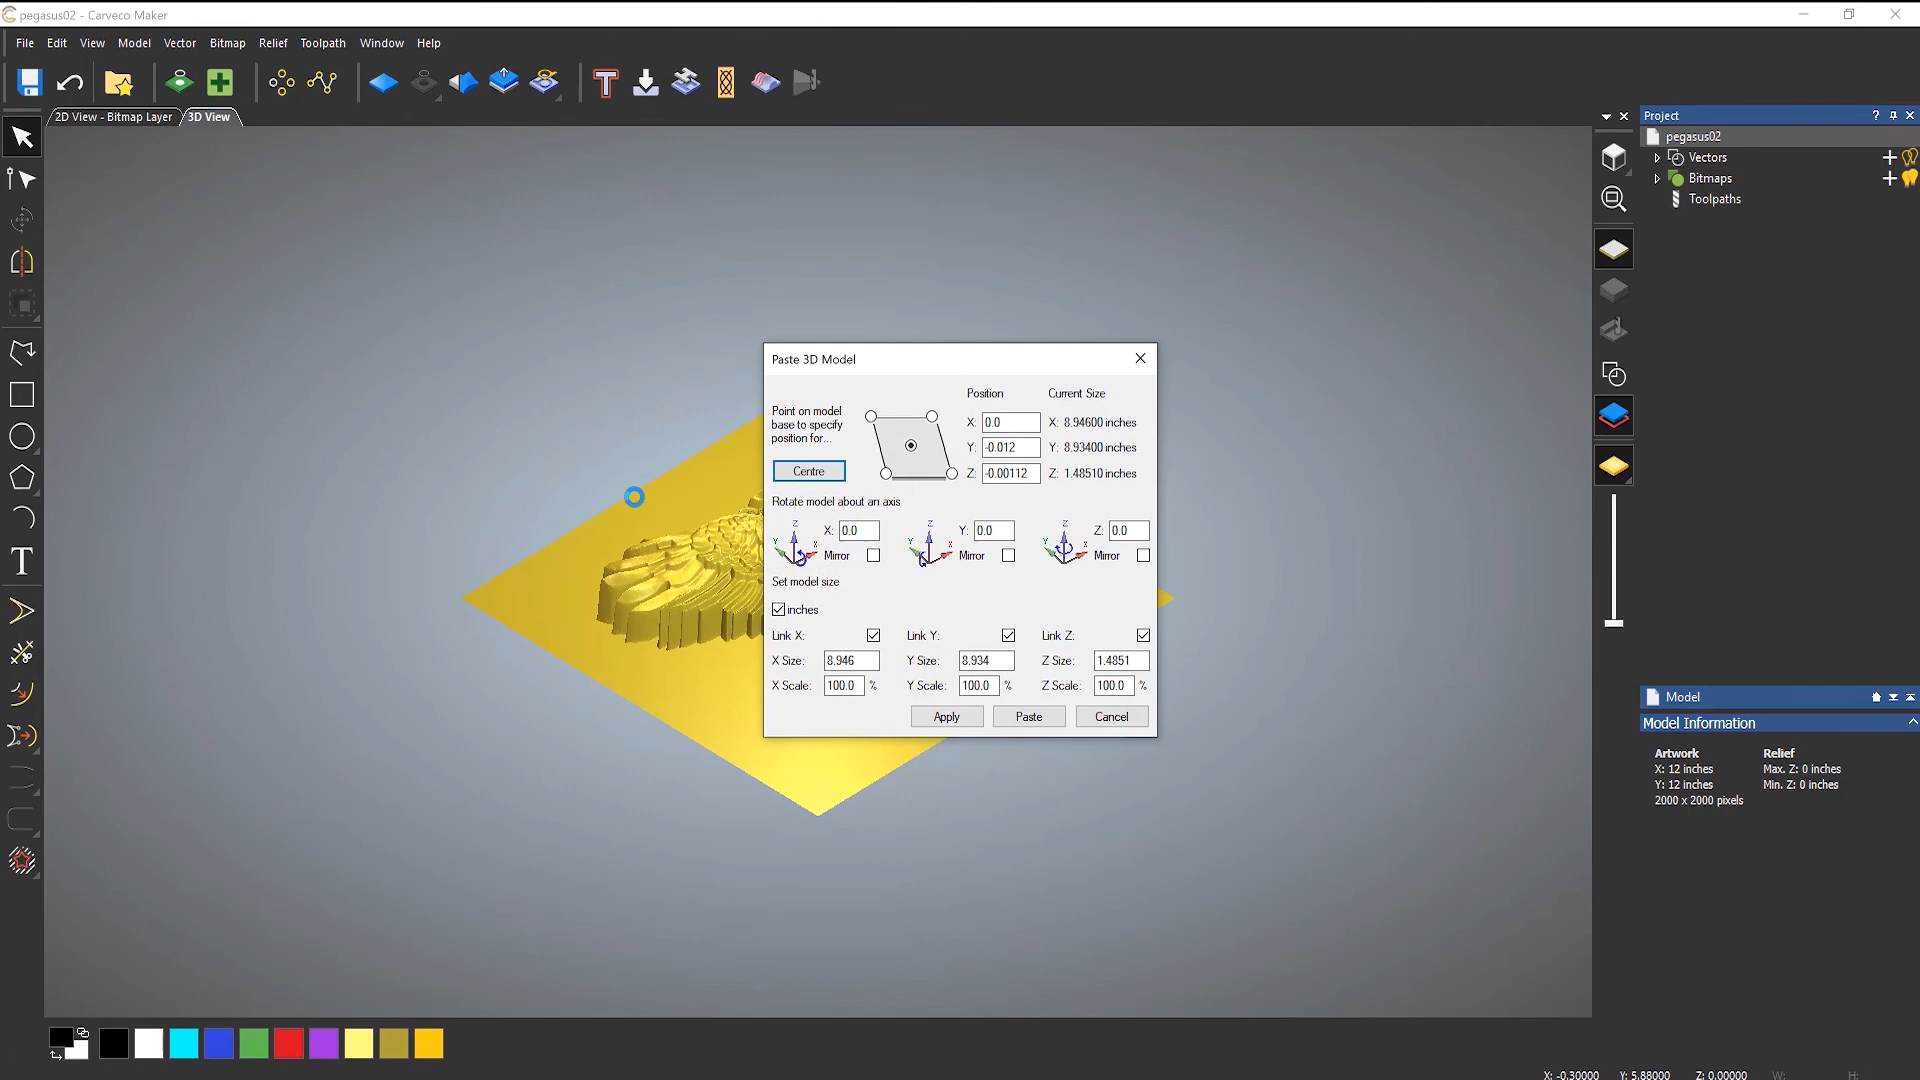 pegasus02 - Carveco Maker
File Edit View Model Vector Bitmap Relief Toolpath Window Help
2D View - Bitmap Layer 3D View
Project ?
pegasus02
Vectors
Bitmaps
Toolpaths
Paste 3D Model
Position Current Size
Point on model
base to specify
position for...
X: 0.0 X: 8.94600 inches
Y: -0.012 Y: 8.93400 inches
Centre
Z: -0.00112 Z: 1.48510 inches
Rotate model about an axis
X: 0.0 Y: 0.0 Z: 0.0
Mirror Mirror Mirror
Set model size
inches
Link X: Link Y: Link Z:
X Size: 8.946 Y Size: 8.934 Z Size: 1.4851
X Scale: 100.0 % Y Scale: 100.0 % Z Scale: 100.0 %
Apply Paste Cancel
Model
Model Information
Artwork Relief
X: 12 inches Max. Z: 0 inches
Y: 12 inches Min. Z: 0 inches
2000 x 2000 pixels
X: -0.30000 Y: 5.88000 Z: 0.00000 W: H: